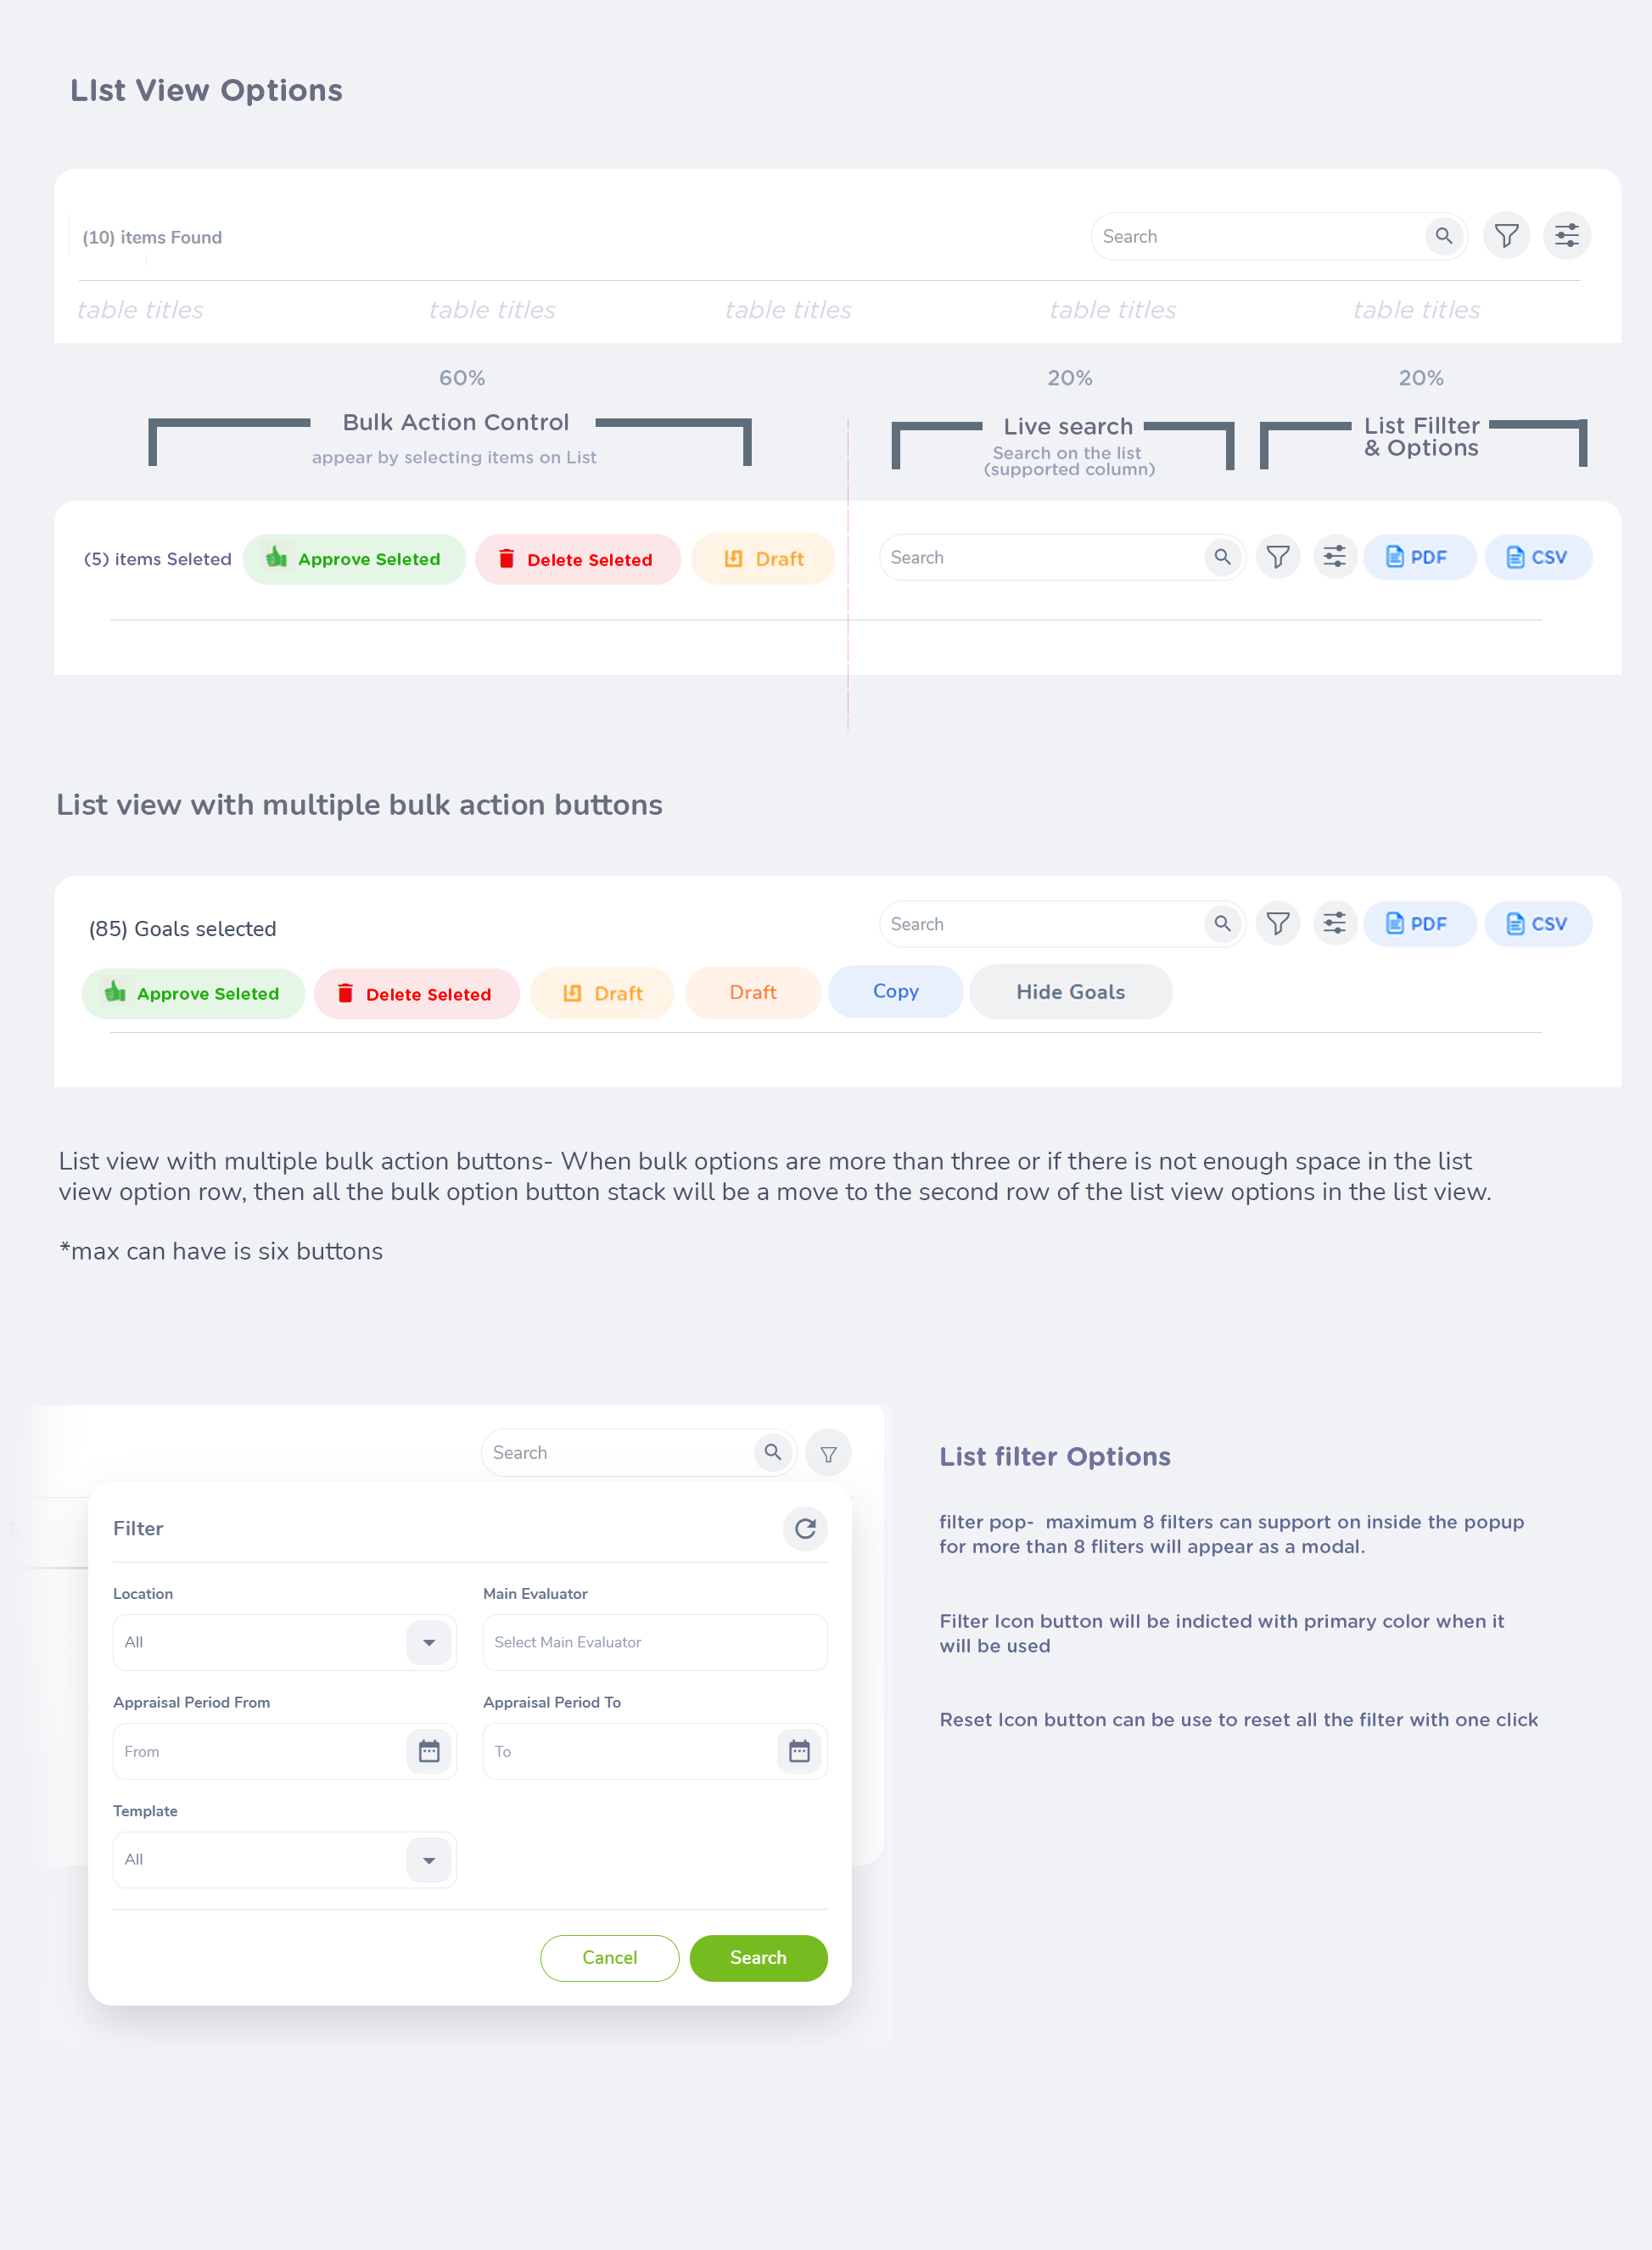 LIst View Options
(10) items Found
Search
table titles table titles table titles table titles table titles
60% 20% 20%
Bulk Action Control
appear by selecting items on List
Live search
Search on the list
(supported column)
List Fillter
& Options
(5) items Seleted Approve Seleted Delete Seleted Draft Search PDF CSV
List view with multiple bulk action buttons
(85) Goals selected Search PDF CSV
Approve Seleted Delete Seleted Draft Draft Copy Hide Goals
List view with multiple bulk action buttons- When bulk options are more than three or if there is not enough space in the list
view option row, then all the bulk option button stack will be a move to the second row of the list view options in the list view.
*max can have is six buttons
Search
Filter
Location Main Evaluator
All Select Main Evaluator
Appraisal Period From Appraisal Period To
From To
Template
All
Cancel Search
List filter Options
filter pop- maximum 8 filters can support on inside the popup
for more than 8 fliters will appear as a modal.
Filter Icon button will be indicted with primary color when it
will be used
Reset Icon button can be use to reset all the filter with one click